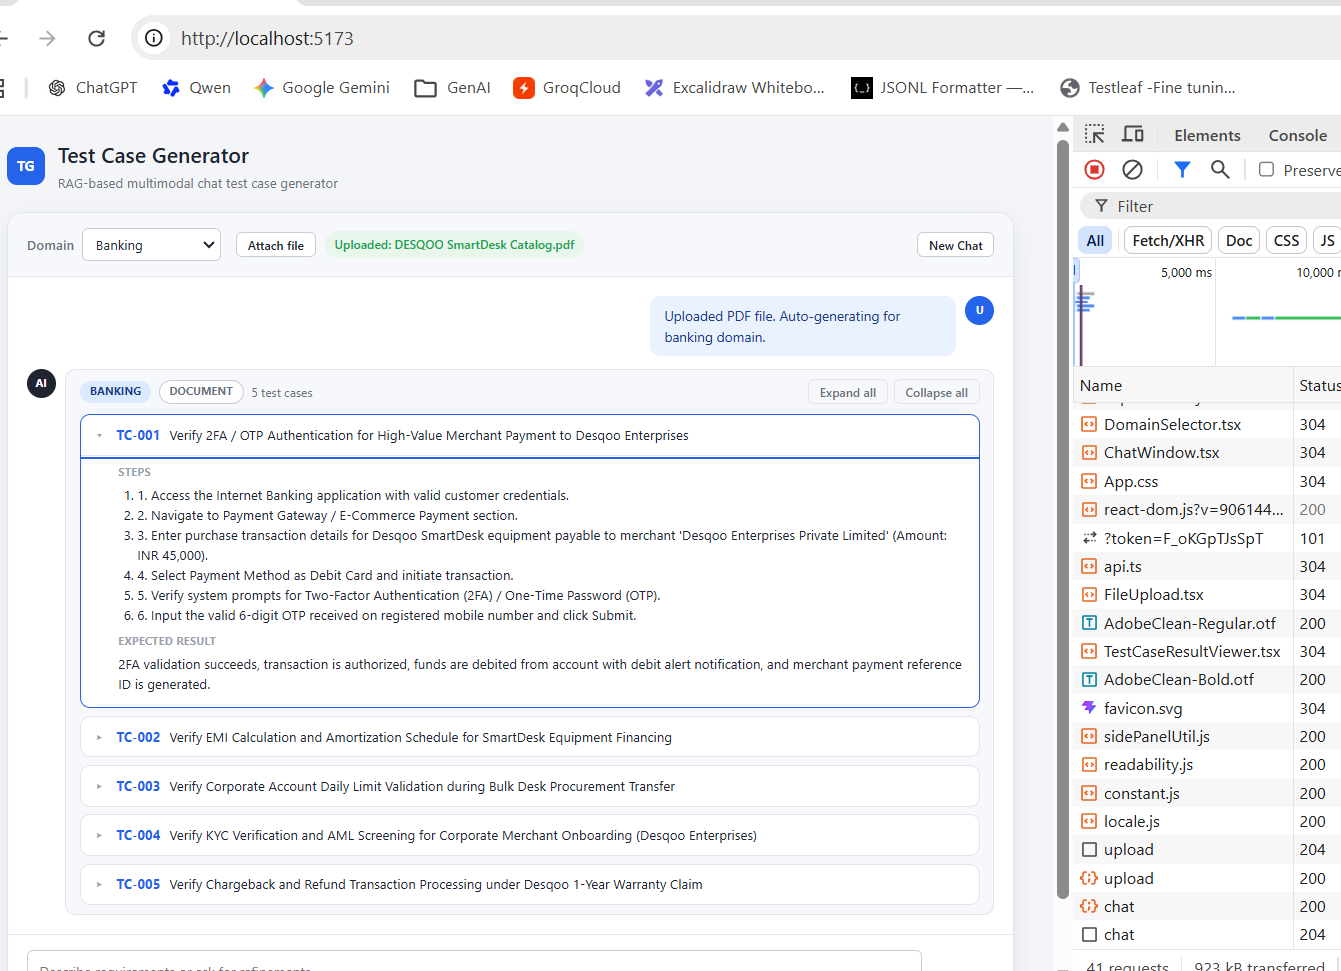 http://localhost:5173
ChatGPT
Qwen
Google Gemini
GenAI
GroqCloud
Excalidraw Whitebo...
JSONL Formatter —...
Testleaf -Fine tunin...
TG
Test Case Generator
RAG-based multimodal chat test case generator
Domain
Banking
Attach file
Uploaded: DESQOO SmartDesk Catalog.pdf
New Chat
Uploaded PDF file. Auto-generating for
banking domain.
U
AI
BANKING
DOCUMENT
5 test cases
Expand all
Collapse all
TC-001 Verify 2FA / OTP Authentication for High-Value Merchant Payment to Desqoo Enterprises
STEPS
1. 1. Access the Internet Banking application with valid customer credentials.
2. 2. Navigate to Payment Gateway / E-Commerce Payment section.
3. 3. Enter purchase transaction details for Desqoo SmartDesk equipment payable to merchant 'Desqoo Enterprises Private Limited' (Amount:
INR 45,000).
4. 4. Select Payment Method as Debit Card and initiate transaction.
5. 5. Verify system prompts for Two-Factor Authentication (2FA) / One-Time Password (OTP).
6. 6. Input the valid 6-digit OTP received on registered mobile number and click Submit.
EXPECTED RESULT
2FA validation succeeds, transaction is authorized, funds are debited from account with debit alert notification, and merchant payment reference
ID is generated.
TC-002 Verify EMI Calculation and Amortization Schedule for SmartDesk Equipment Financing
TC-003 Verify Corporate Account Daily Limit Validation during Bulk Desk Procurement Transfer
TC-004 Verify KYC Verification and AML Screening for Corporate Merchant Onboarding (Desqoo Enterprises)
TC-005 Verify Chargeback and Refund Transaction Processing under Desqoo 1-Year Warranty Claim
Describe requirements or ask for refinements
Elements
Console
Preserve
Filter
All
Fetch/XHR
Doc
CSS
JS
5,000 ms
10,000
Name
Status
DomainSelector.tsx 304
ChatWindow.tsx 304
App.css 304
react-dom.js?v=906144... 200
?token=F_oKGpTJsSpT 101
api.ts 304
FileUpload.tsx 304
AdobeClean-Regular.otf 200
TestCaseResultViewer.tsx 304
AdobeClean-Bold.otf 200
favicon.svg 304
sidePanelUtil.js 200
readability.js 200
constant.js 200
locale.js 200
upload 204
upload 200
chat 200
chat 204
41 requests
923 kB transferred